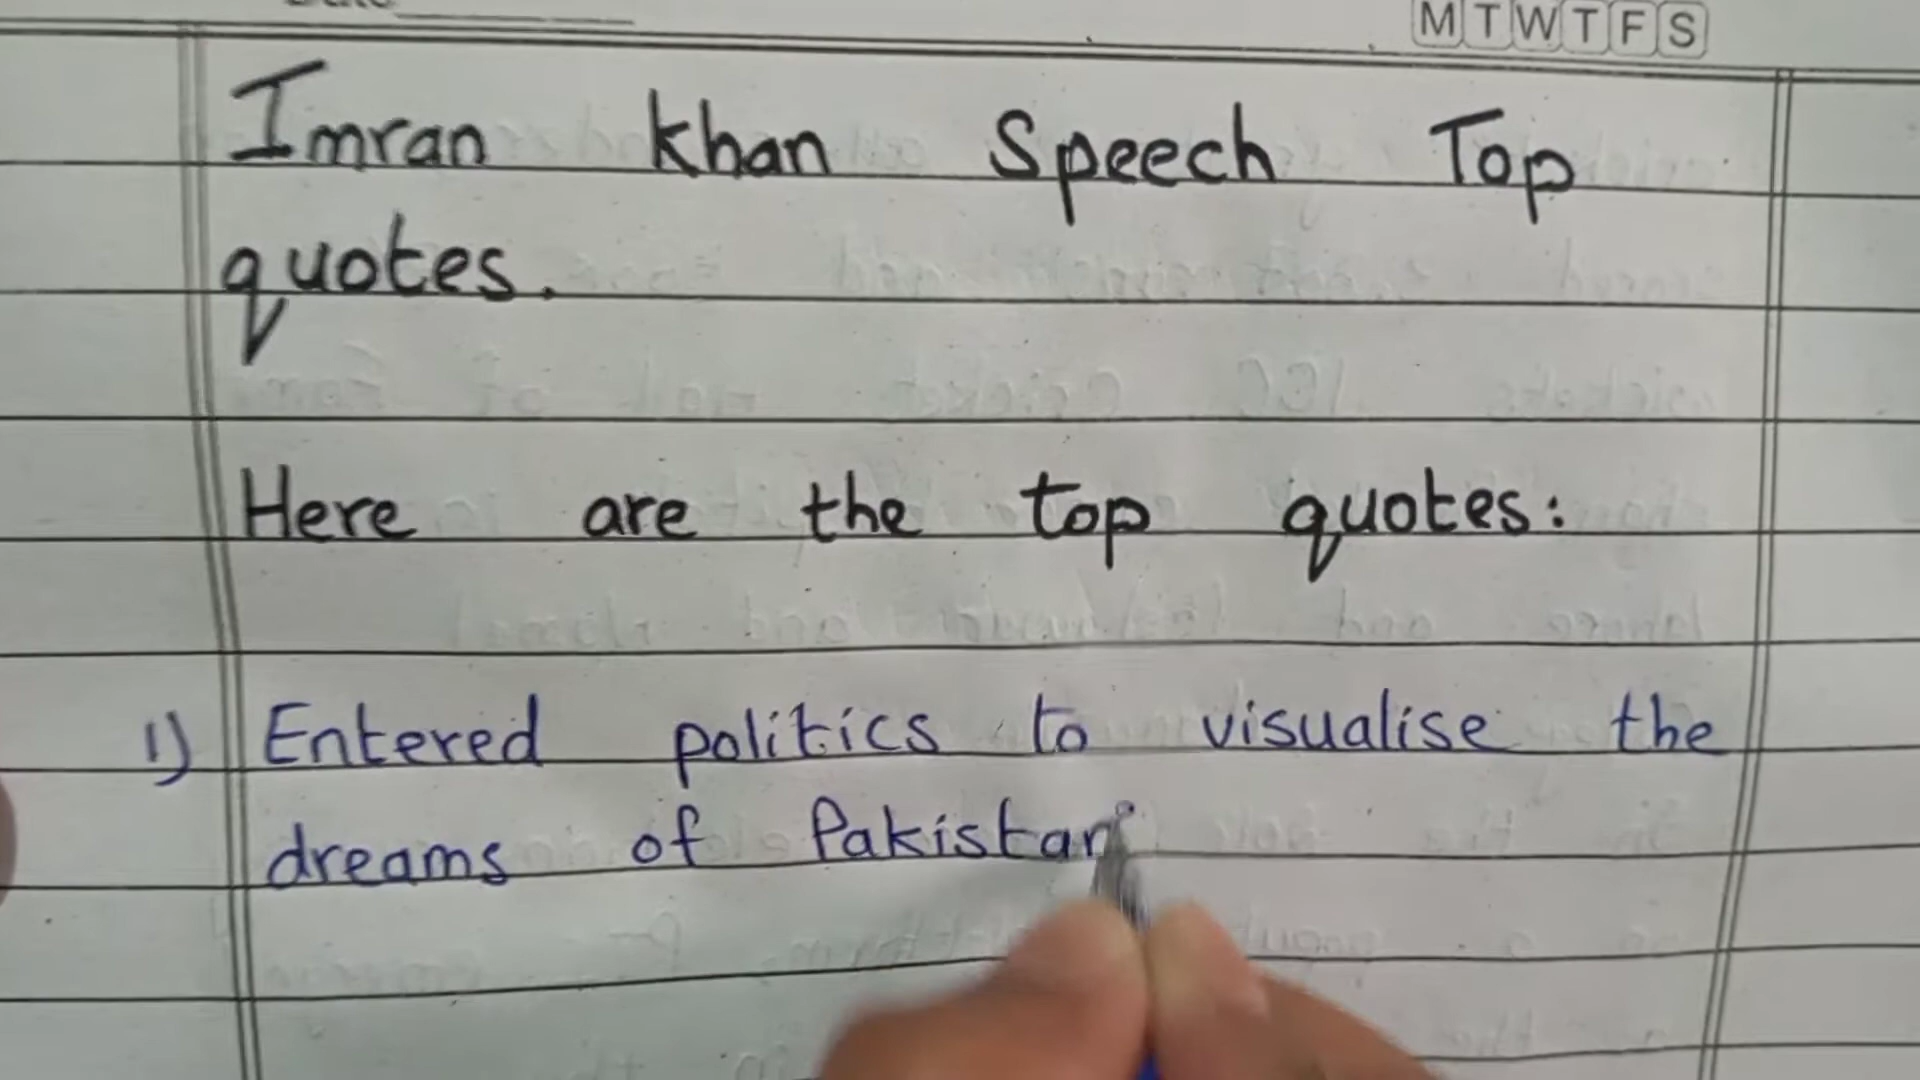 M T W T F S
Imran Khan Speech Top
quotes.
Here are the top quotes:
1) Entered politics to visualise the
dreams of Pakistan